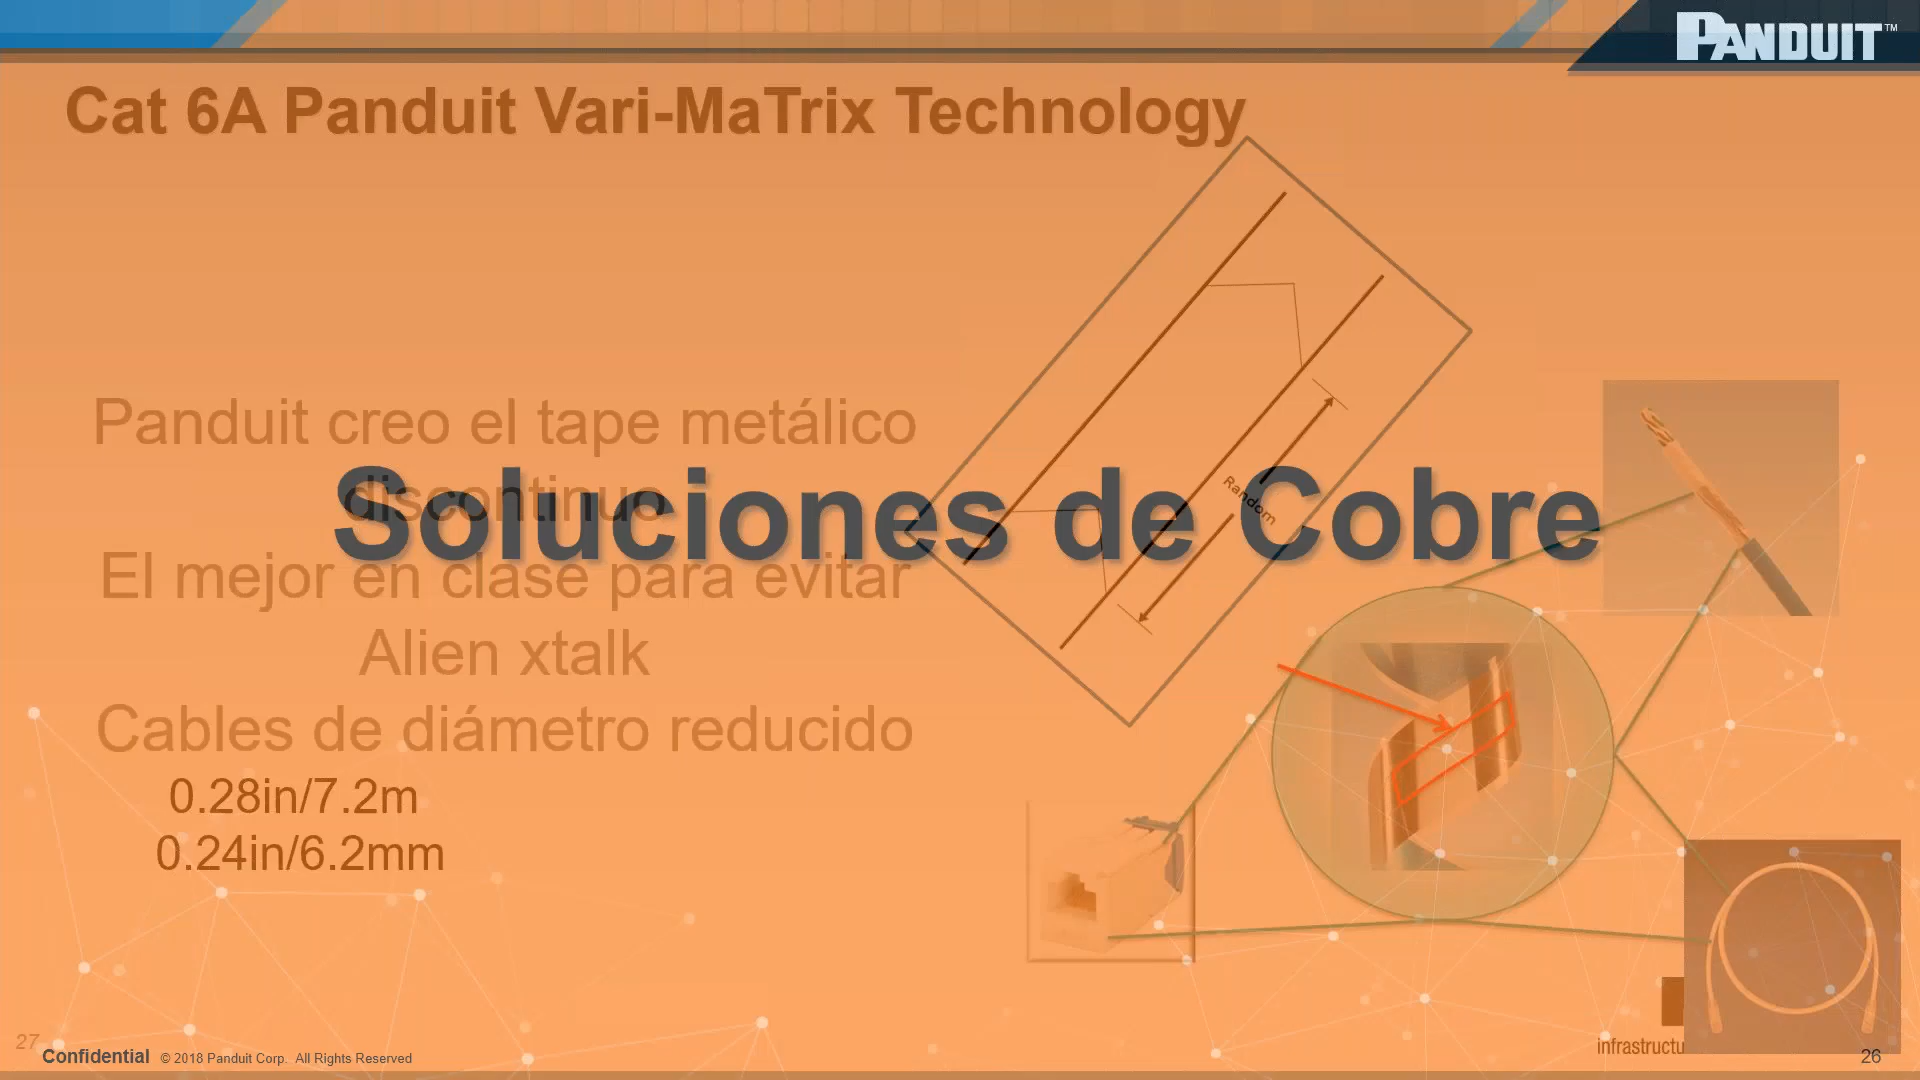 PANDUIT™
Cat 6A Panduit Vari-MaTrix Technology
Panduit creo el tape metálico
discontinuo
El mejor en clase para evitar
Alien xtalk
Cables de diámetro reducido
0.28in/7.2m
0.24in/6.2mm
Soluciones de Cobre
Random
infrastructu
27
Confidential © 2018 Panduit Corp. All Rights Reserved
26